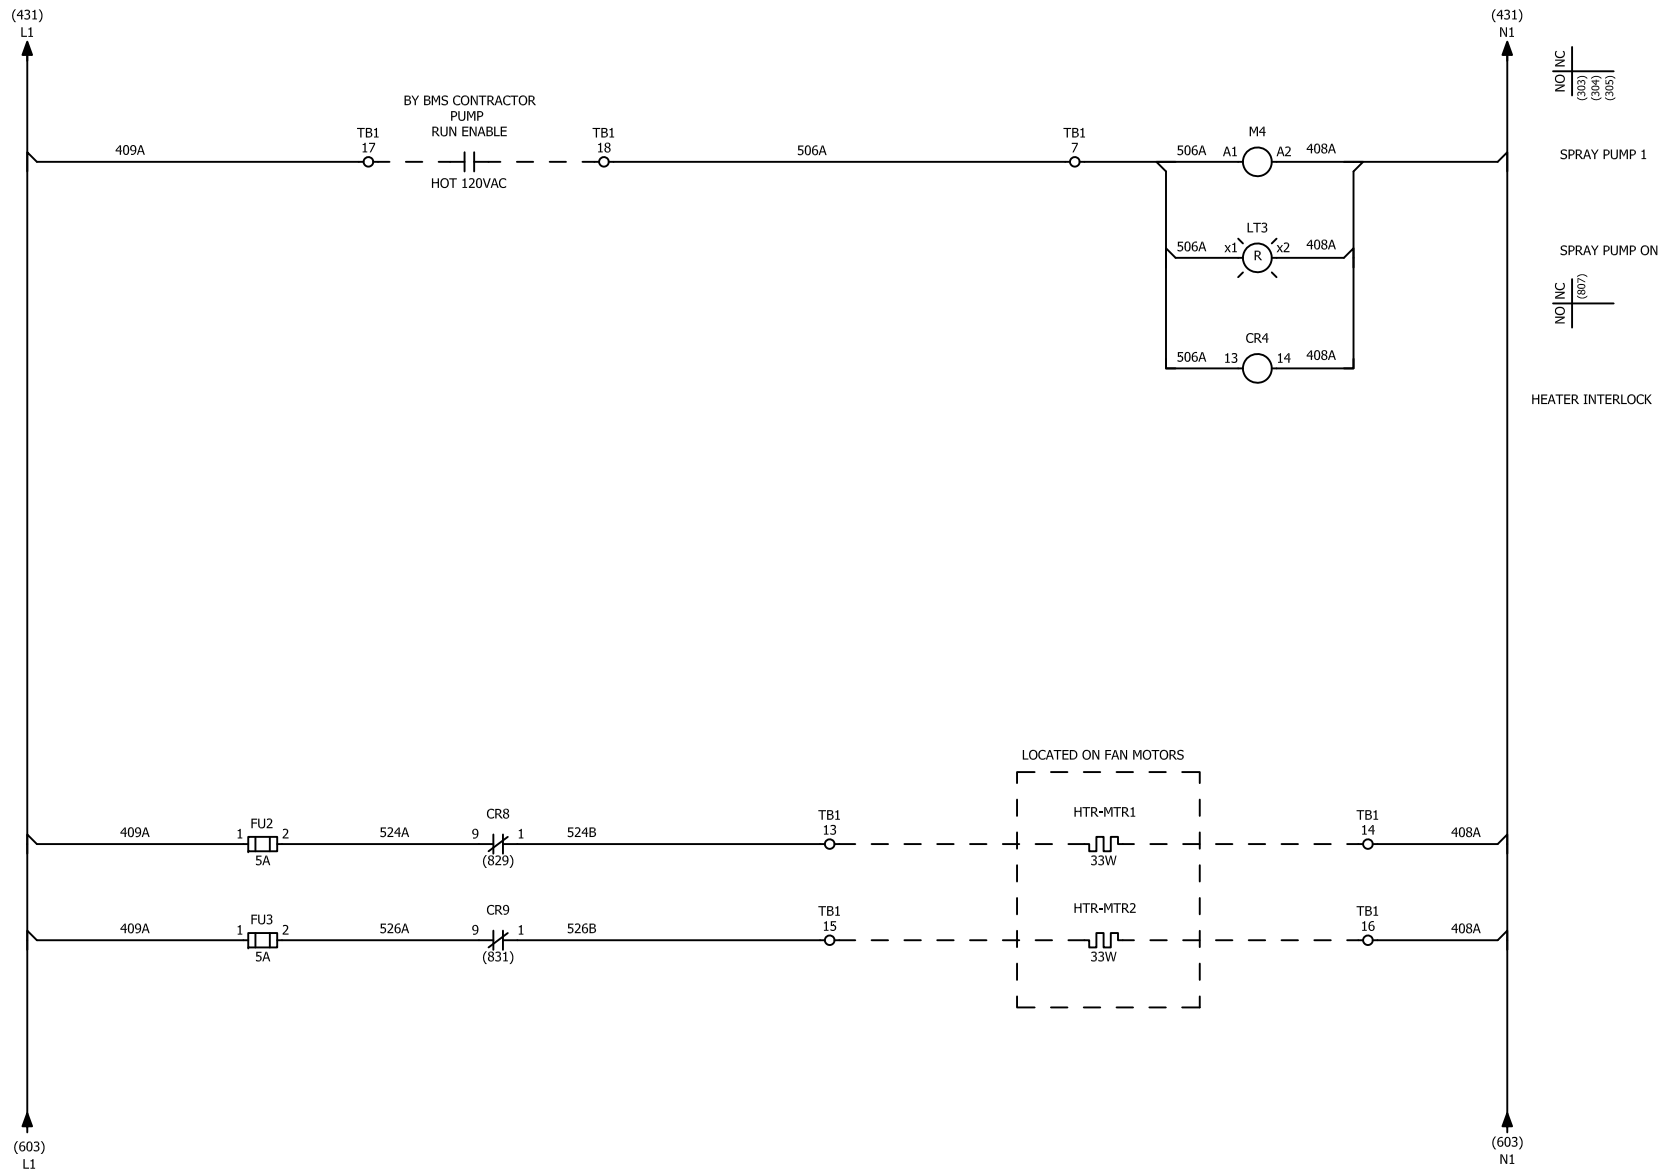 (431)
L1
(431)
N1
NO NC
(303)
(304)
(305)
BY BMS CONTRACTOR
PUMP
RUN ENABLE
HOT 120VAC
409A
TB1
17
TB1
18
506A
TB1
7
M4
506A A1 A2 408A
SPRAY PUMP 1
LT3
506A x1 R x2 408A
SPRAY PUMP ON
NO NC
(807)
CR4
506A 13 14 408A
HEATER INTERLOCK
LOCATED ON FAN MOTORS
409A
FU2
1 2
5A
524A
CR8
9 1
(829)
524B
TB1
13
HTR-MTR1
33W
TB1
14
408A
409A
FU3
1 2
5A
526A
CR9
9 1
(831)
526B
TB1
15
HTR-MTR2
33W
TB1
16
408A
(603)
L1
(603)
N1